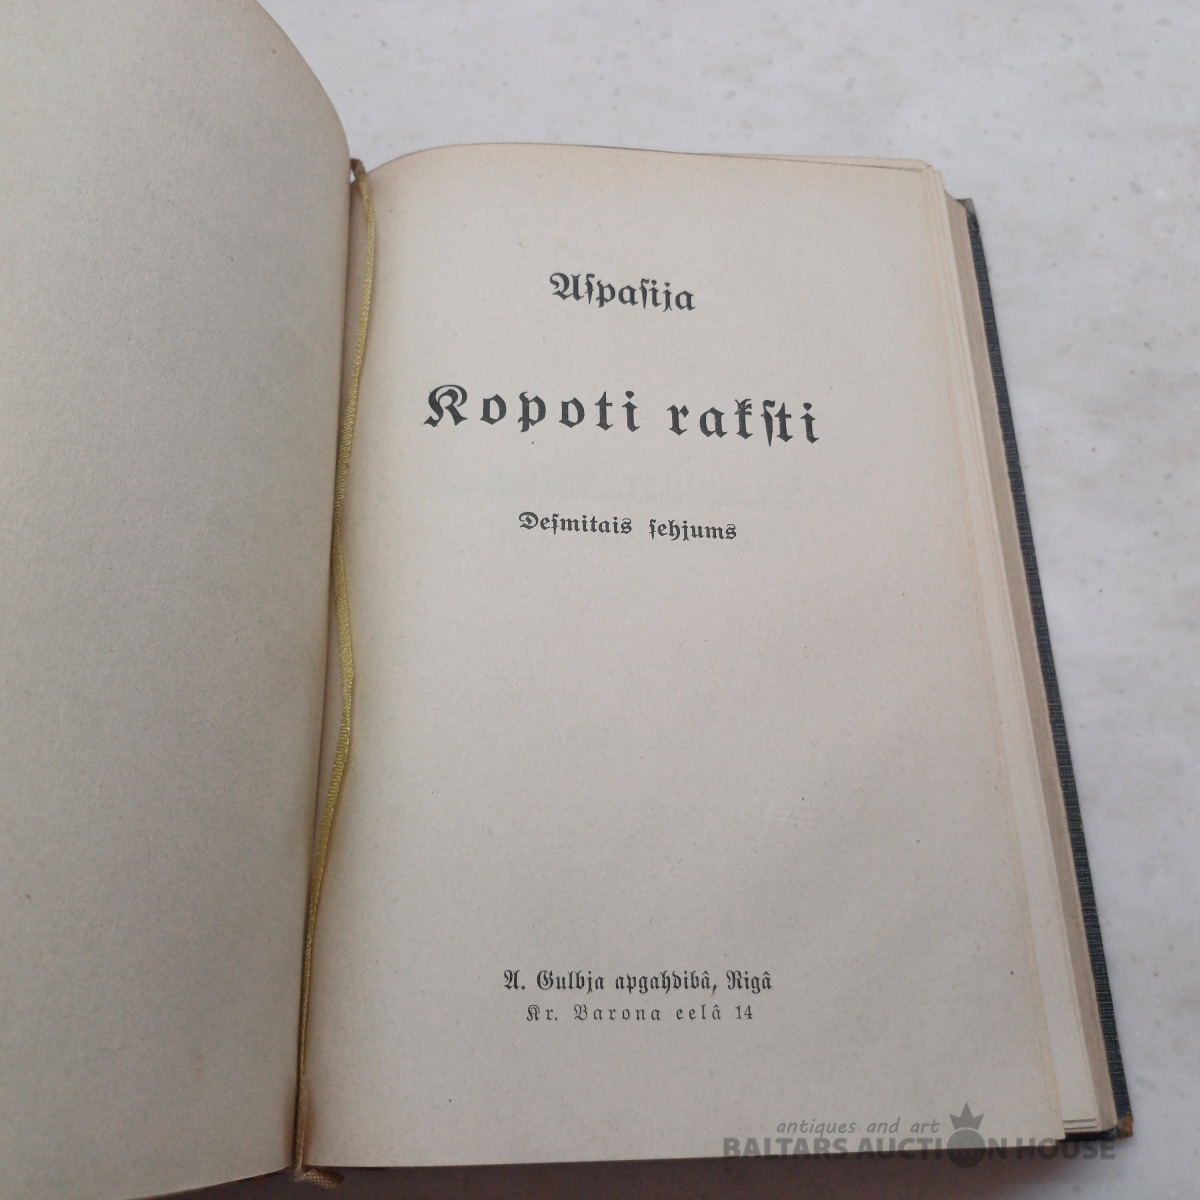 Aſpaſija
Kopoti rakſti
Deſmitais ſehjums
A. Gulbja apgahdibâ, Rigâ
Kr. Barona eelâ 14
antiques and art
BALTARS AUCTION HOUSE